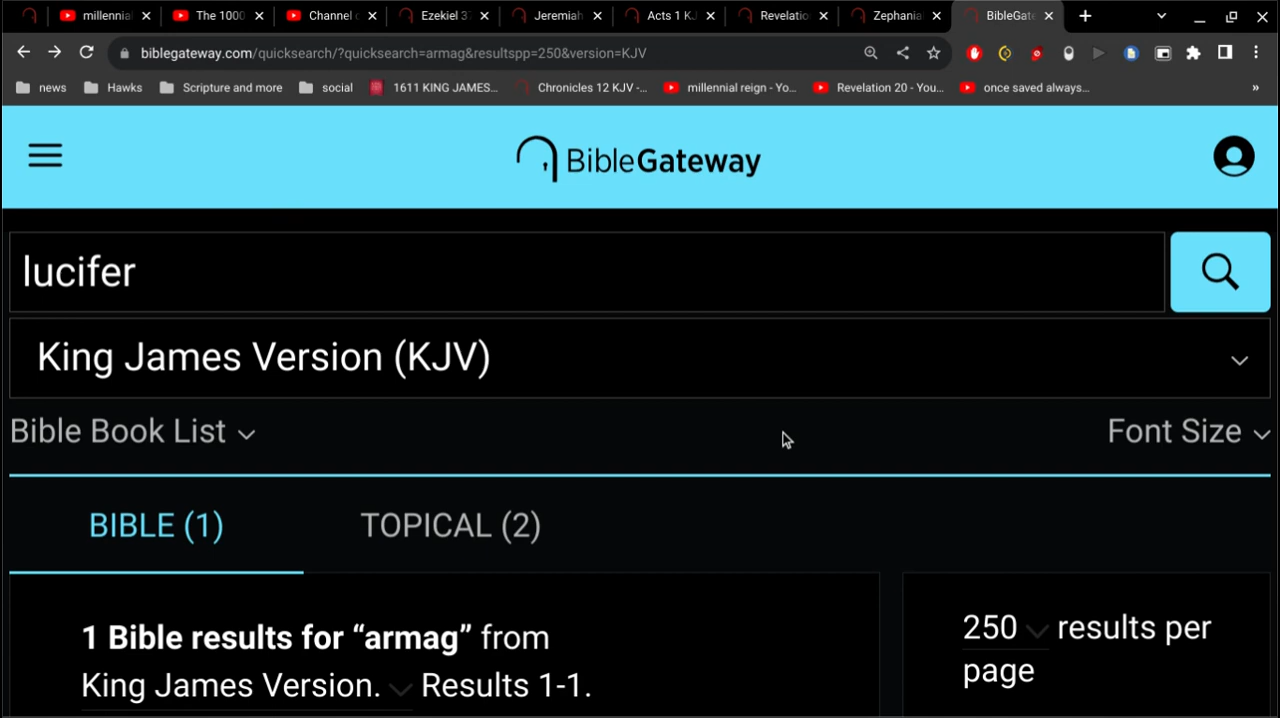 millennia
The 1000
Channel
Ezekiel 3
Jeremiah
Acts 1 KJ
Revelatio
Zephania
BibleGate
biblegateway.com/quicksearch/?quicksearch=armag&resultspp=250&version=KJV
news
Hawks
Scripture and more
social
1611 KING JAMES...
Chronicles 12 KJV -...
millennial reign - Yo...
Revelation 20 - You...
once saved always...
»
BibleGateway
lucifer
King James Version (KJV)
Bible Book List
Font Size
BIBLE (1)
TOPICAL (2)
1 Bible results for “armag” from
King James Version. Results 1-1.
250 results per
page